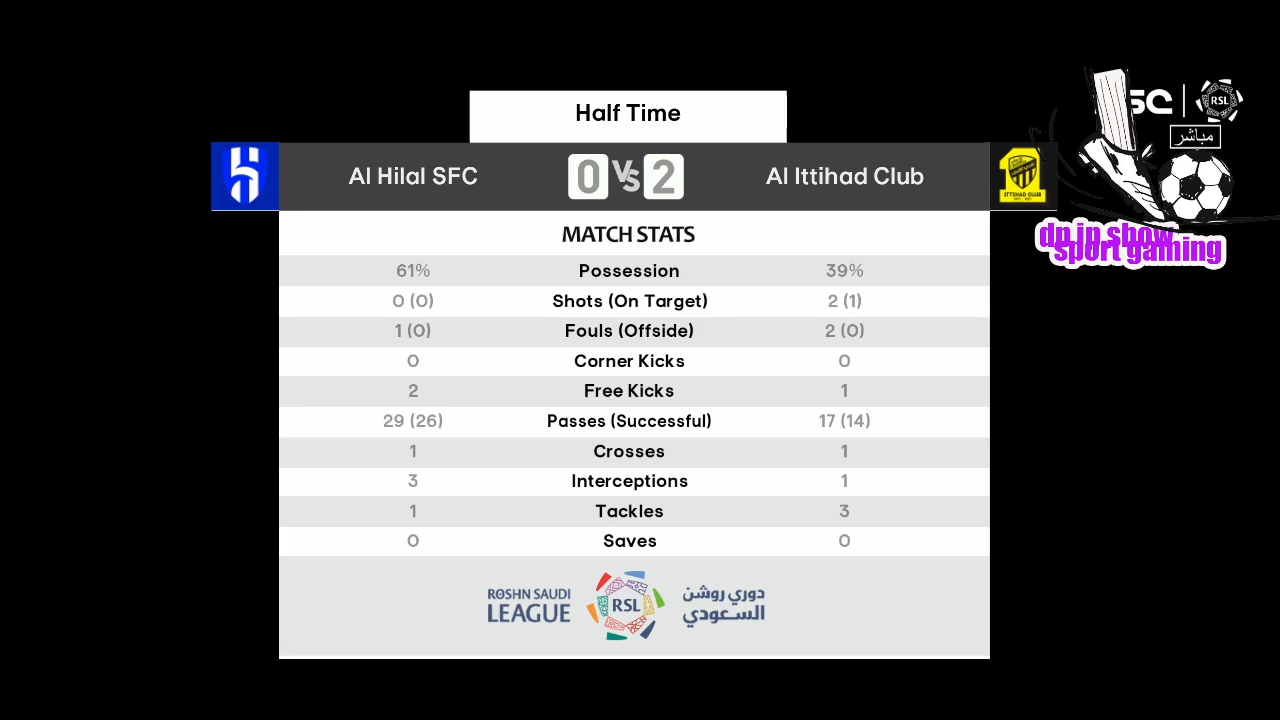 Half Time
Al Hilal SFC 0 VS 2 Al Ittihad Club
ITTIHAD CLUB
RSL
مباشر
dp jp show
sport gaming
MATCH STATS
61% Possession 39%
0 (0) Shots (On Target) 2 (1)
1 (0) Fouls (Offside) 2 (0)
0 Corner Kicks 0
2 Free Kicks 1
29 (26) Passes (Successful) 17 (14)
1 Crosses 1
3 Interceptions 1
1 Tackles 3
0 Saves 0
ROSHN SAUDI
LEAGUE
RSL
دوري روشن
السعودي